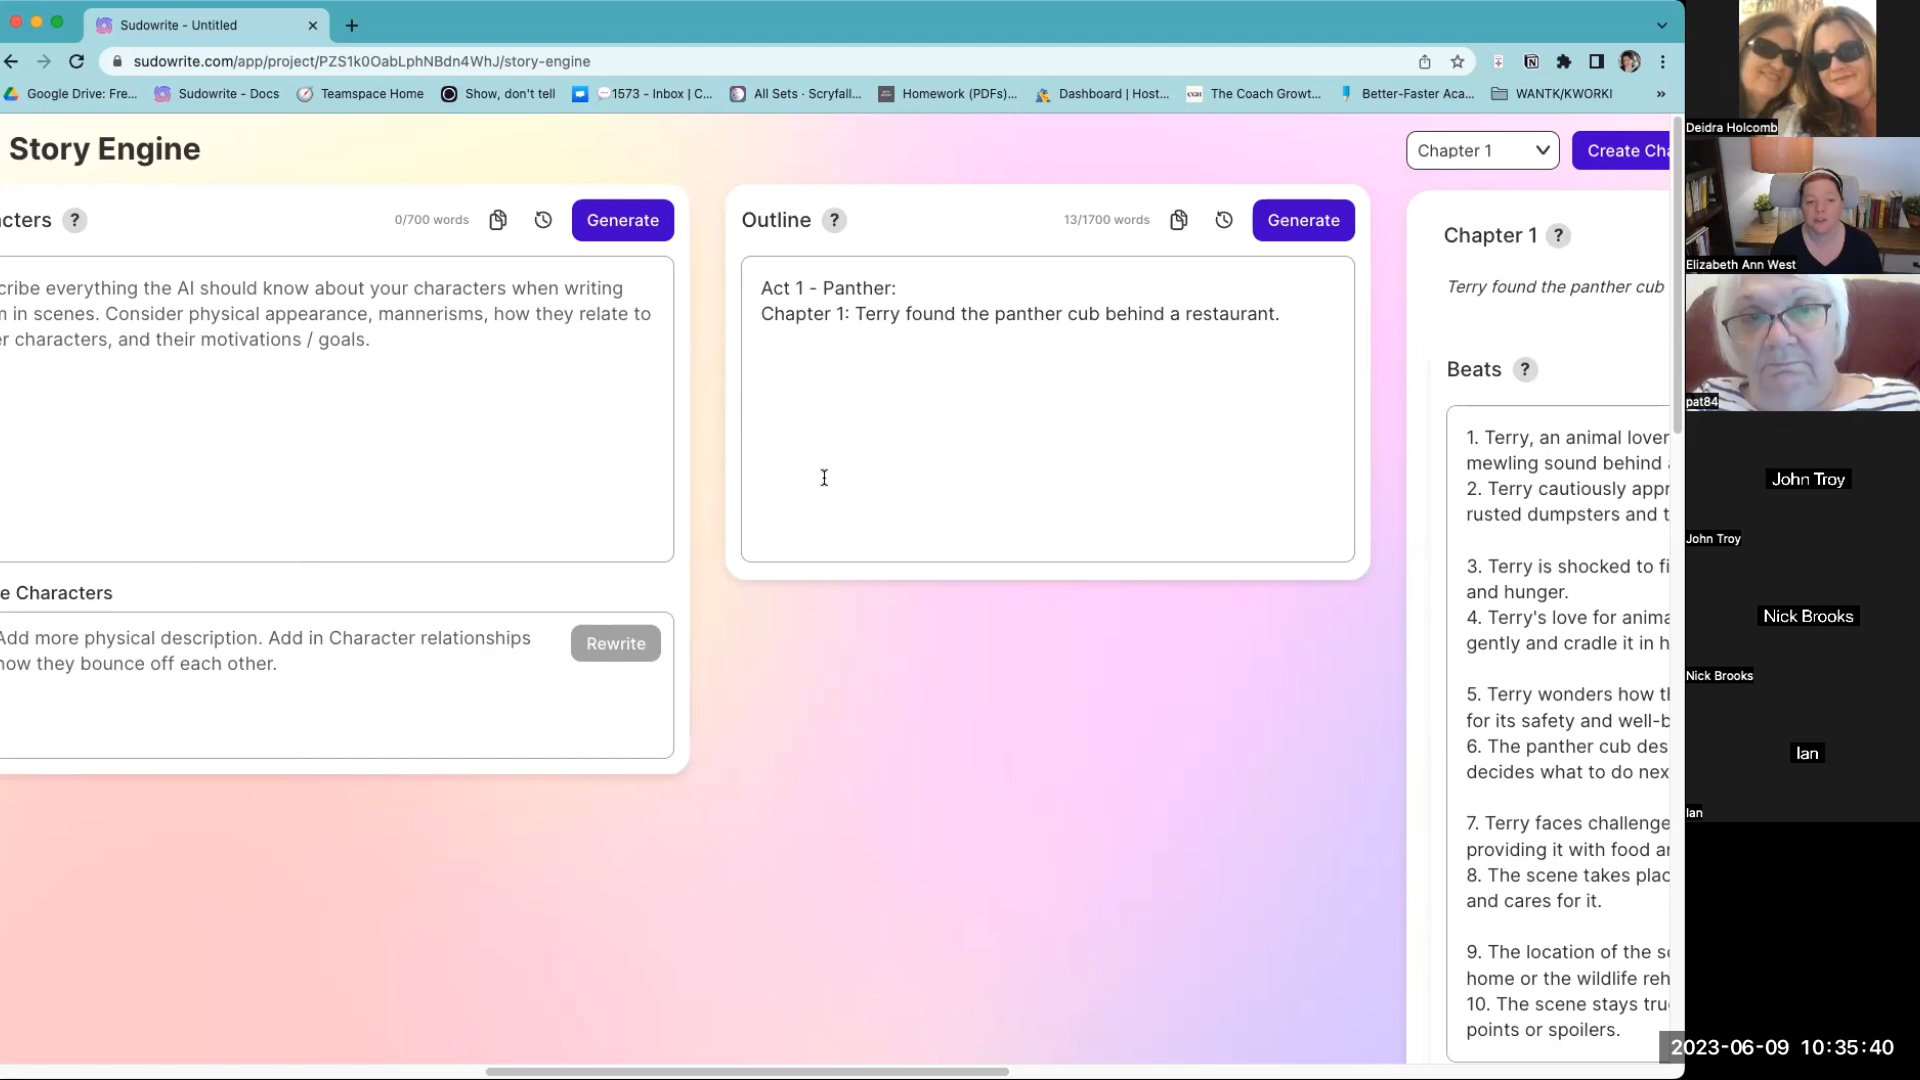 Sudowrite - Untitled
sudowrite.com/app/project/PZS1k0OabLphNBdn4WhJ/story-engine
Google Drive: Fre...
Sudowrite - Docs
Teamspace Home
Show, don't tell
1573 - Inbox | C...
All Sets - Scryfall...
Homework (PDFs)...
Dashboard | Host...
The Coach Growt...
Better-Faster Aca...
WANTK/KWORKI
»
Story Engine
Chapter 1
Create Cha
acters ?
0/700 words
Generate
cribe everything the AI should know about your characters when writing
m in scenes. Consider physical appearance, mannerisms, how they relate to
er characters, and their motivations / goals.
e Characters
Add more physical description. Add in Character relationships
how they bounce off each other.
Rewrite
Outline ?
13/1700 words
Generate
Act 1 - Panther:
Chapter 1: Terry found the panther cub behind a restaurant.
Chapter 1 ?
Terry found the panther cub
Beats ?
1. Terry, an animal lover
mewling sound behind a
2. Terry cautiously appr
rusted dumpsters and t
3. Terry is shocked to fi
and hunger.
4. Terry's love for anima
gently and cradle it in h
5. Terry wonders how th
for its safety and well-b
6. The panther cub des
decides what to do nex
7. Terry faces challenge
providing it with food an
8. The scene takes plac
and cares for it.
9. The location of the sc
home or the wildlife reh
10. The scene stays tru
points or spoilers.
Deidra Holcomb
Elizabeth Ann West
pat84
John Troy
John Troy
Nick Brooks
Nick Brooks
Ian
Ian
2023-06-09 10:35:40